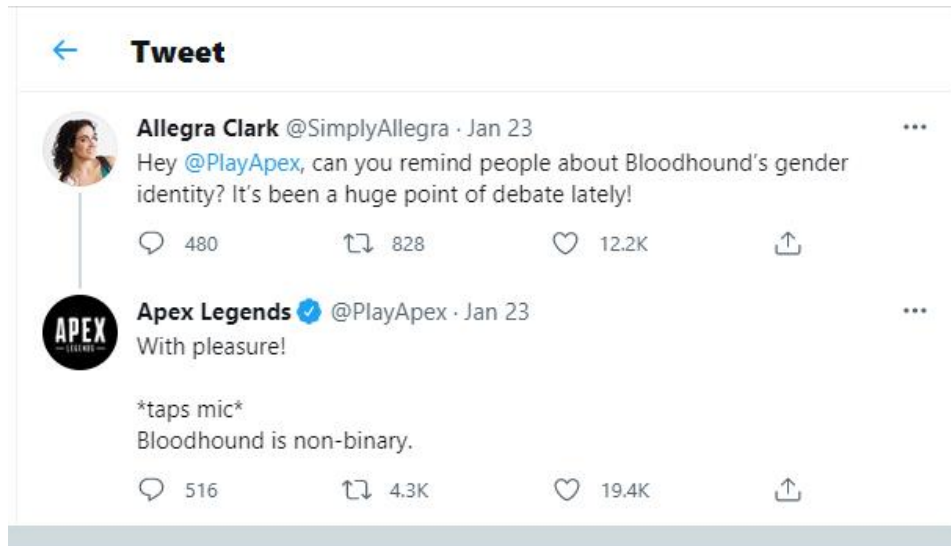 Tweet
Allegra Clark @SimplyAllegra · Jan 23
Hey @PlayApex, can you remind people about Bloodhound's gender
identity? It's been a huge point of debate lately!
480 828 12.2K
APEX
LEGENDS
Apex Legends @PlayApex · Jan 23
With pleasure!
*taps mic*
Bloodhound is non-binary.
516 4.3K 19.4K